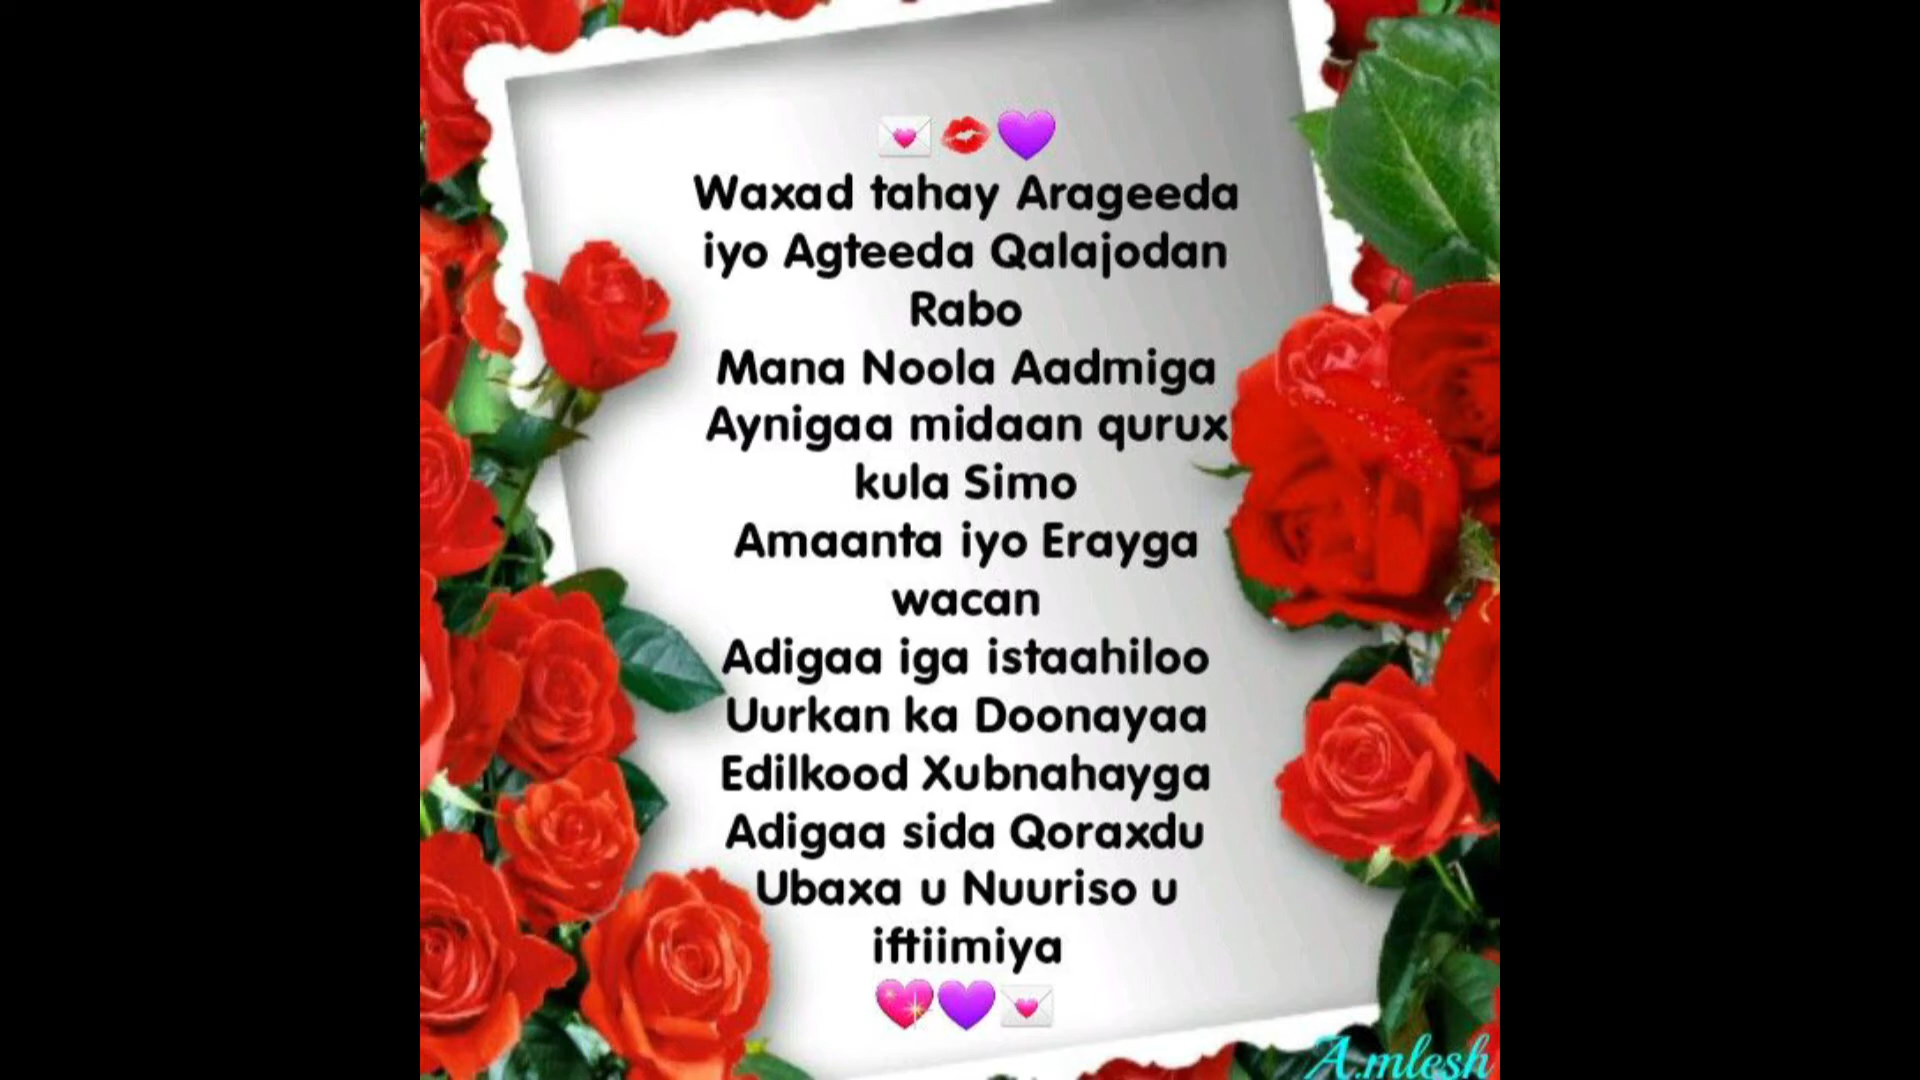 💌💋💜
Waxad tahay Arageeda
iyo Agteeda Qalajodan
Rabo
Mana Noola Aadmiga
Aynigaa midaan qurux
kula Simo
Amaanta iyo Erayga
wacan
Adigaa iga istaahiloo
Uurkan ka Doonayaa
Edilkood Xubnahayga
Adigaa sida Qoraxdu
Ubaxa u Nuuriso u
iftiimiya
💖💜💌
A.mlesh